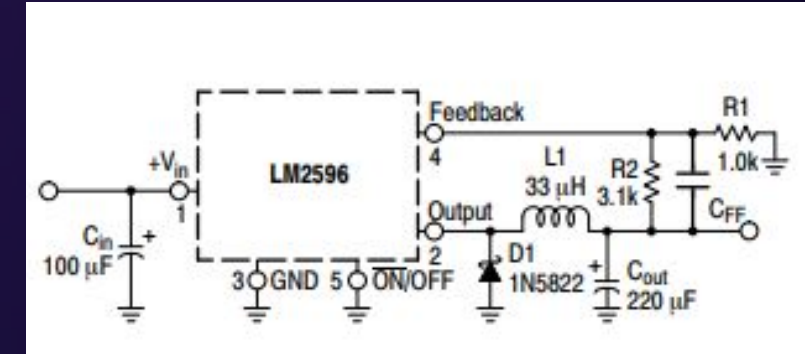 Feedback
R1
4
1.0k
+Vin
LM2596
L1
33 µH
R2
3.1k
CFF
1
Output
2
Cin
+
100 µF
D1
1N5822
+
Cout
220 µF
3 GND 5 O̅N̅/OFF